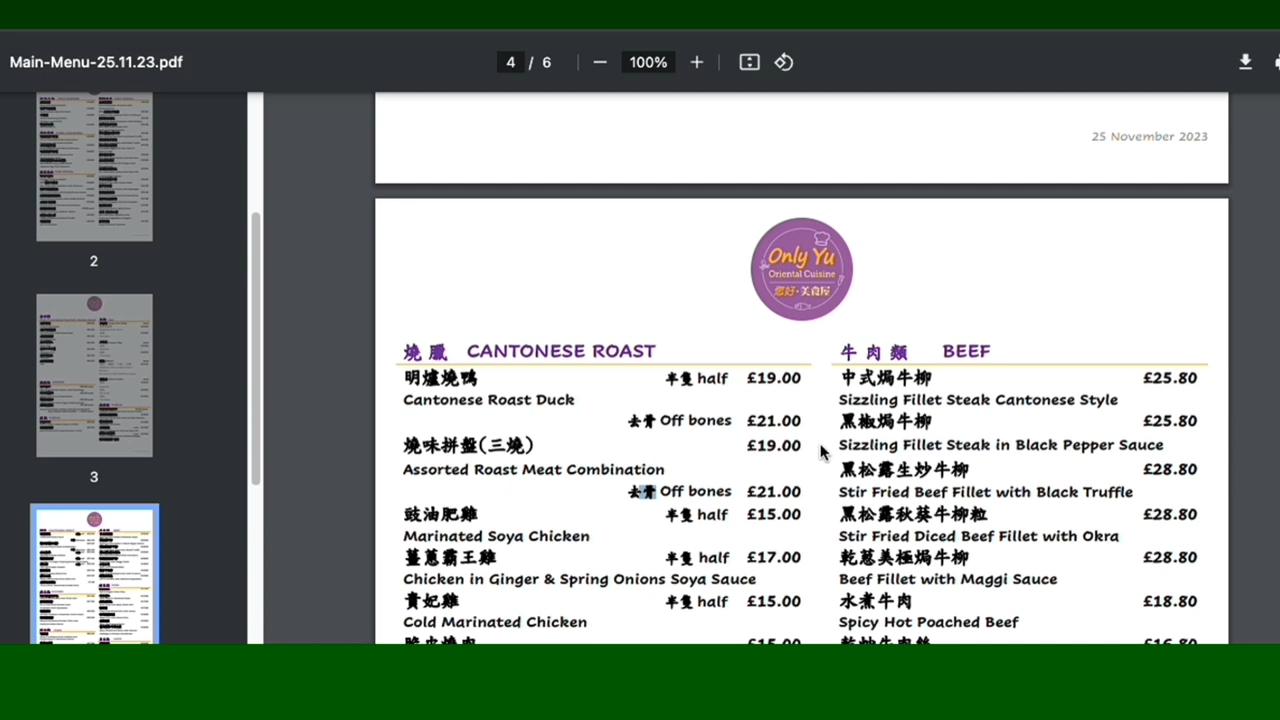 Main-Menu-25.11.23.pdf
4 / 6
100%
25 November 2023
Only Yu
Oriental Cuisine
您好·美食屋
燒臘 CANTONESE ROAST
明爐燒鴨 半隻 half £19.00
Cantonese Roast Duck
去骨 Off bones £21.00
燒味拼盤(三燒) £19.00
Assorted Roast Meat Combination
去骨 Off bones £21.00
豉油肥雞 半隻 half £15.00
Marinated Soya Chicken
薑蔥霸王雞 半隻 half £17.00
Chicken in Ginger & Spring Onions Soya Sauce
貴妃雞 半隻 half £15.00
Cold Marinated Chicken
牛肉類 BEEF
中式焗牛柳 £25.80
Sizzling Fillet Steak Cantonese Style
黑椒焗牛柳 £25.80
Sizzling Fillet Steak in Black Pepper Sauce
黑松露生炒牛柳 £28.80
Stir Fried Beef Fillet with Black Truffle
黑松露秋葵牛柳粒 £28.80
Stir Fried Diced Beef Fillet with Okra
乾蔥美極焗牛柳 £28.80
Beef Fillet with Maggi Sauce
水煮牛肉 £18.80
Spicy Hot Poached Beef
2
3